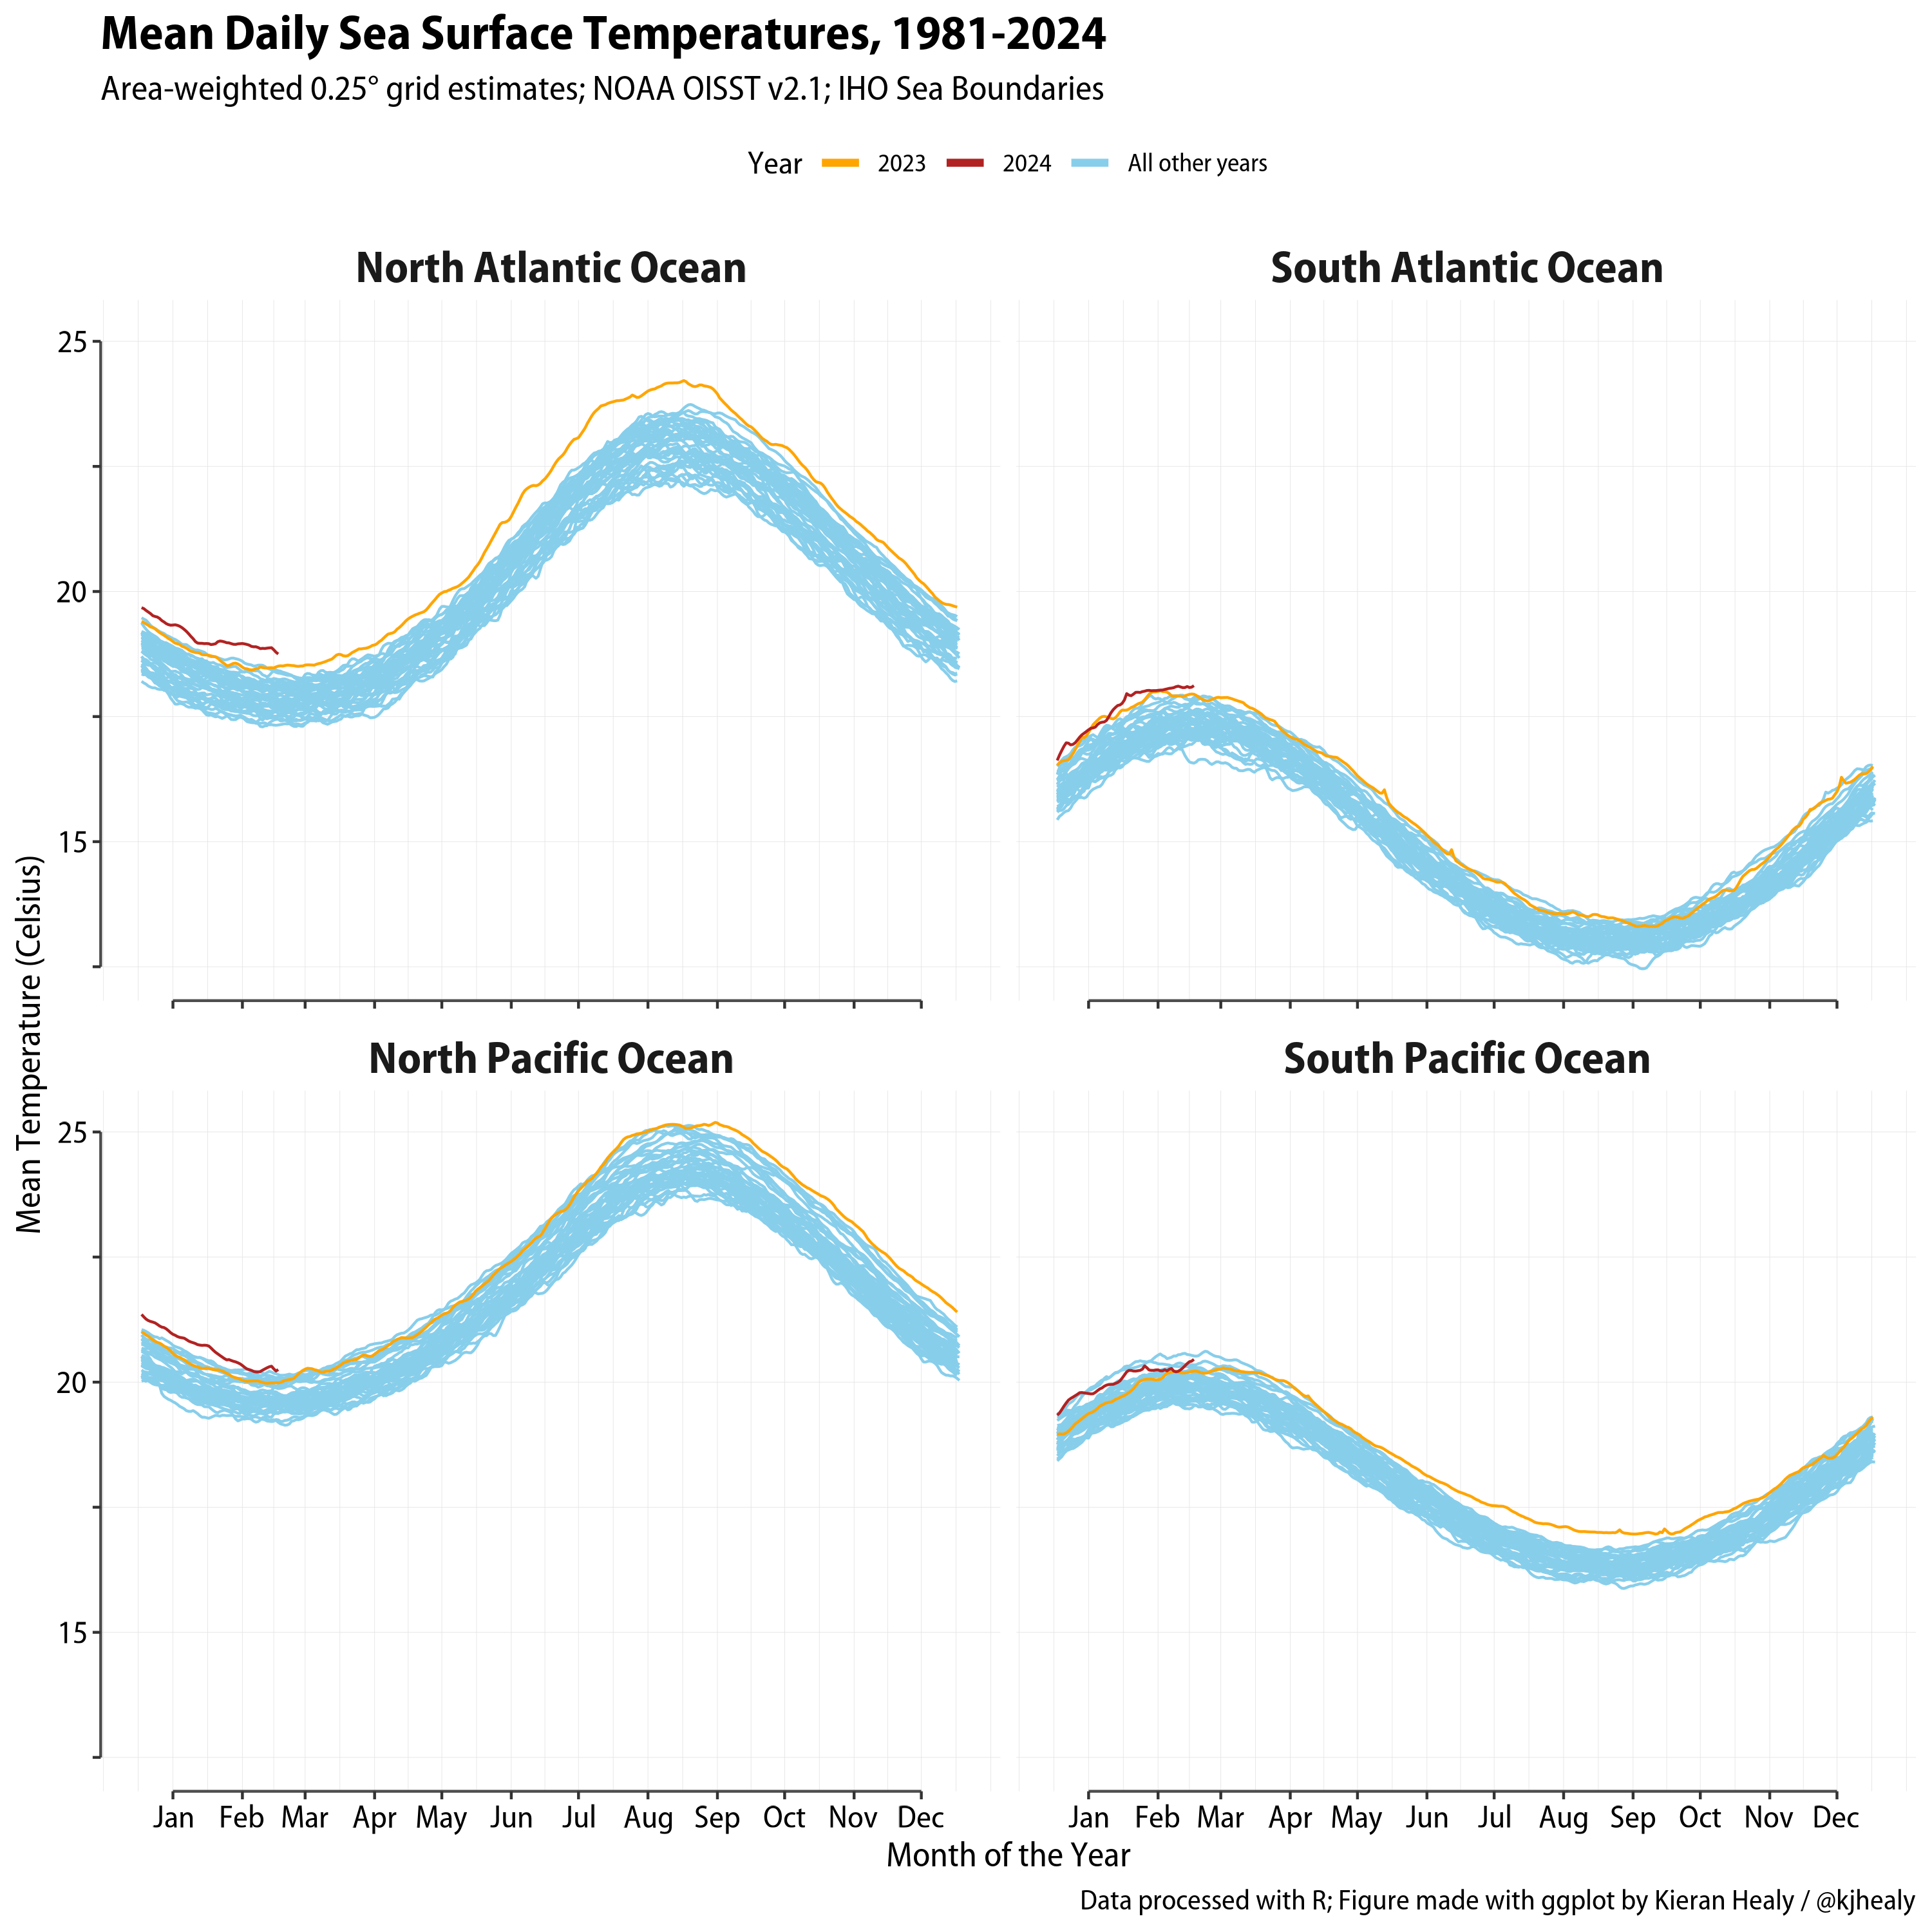 Mean Daily Sea Surface Temperatures, 1981-2024
Area-weighted 0.25° grid estimates; NOAA OISST v2.1; IHO Sea Boundaries
Year 2023 2024 All other years
North Atlantic Ocean
South Atlantic Ocean
25
20
15
Mean Temperature (Celsius)
North Pacific Ocean
South Pacific Ocean
25
20
15
Jan Feb Mar Apr May Jun Jul Aug Sep Oct Nov Dec
Jan Feb Mar Apr May Jun Jul Aug Sep Oct Nov Dec
Month of the Year
Data processed with R; Figure made with ggplot by Kieran Healy / @kjhealy